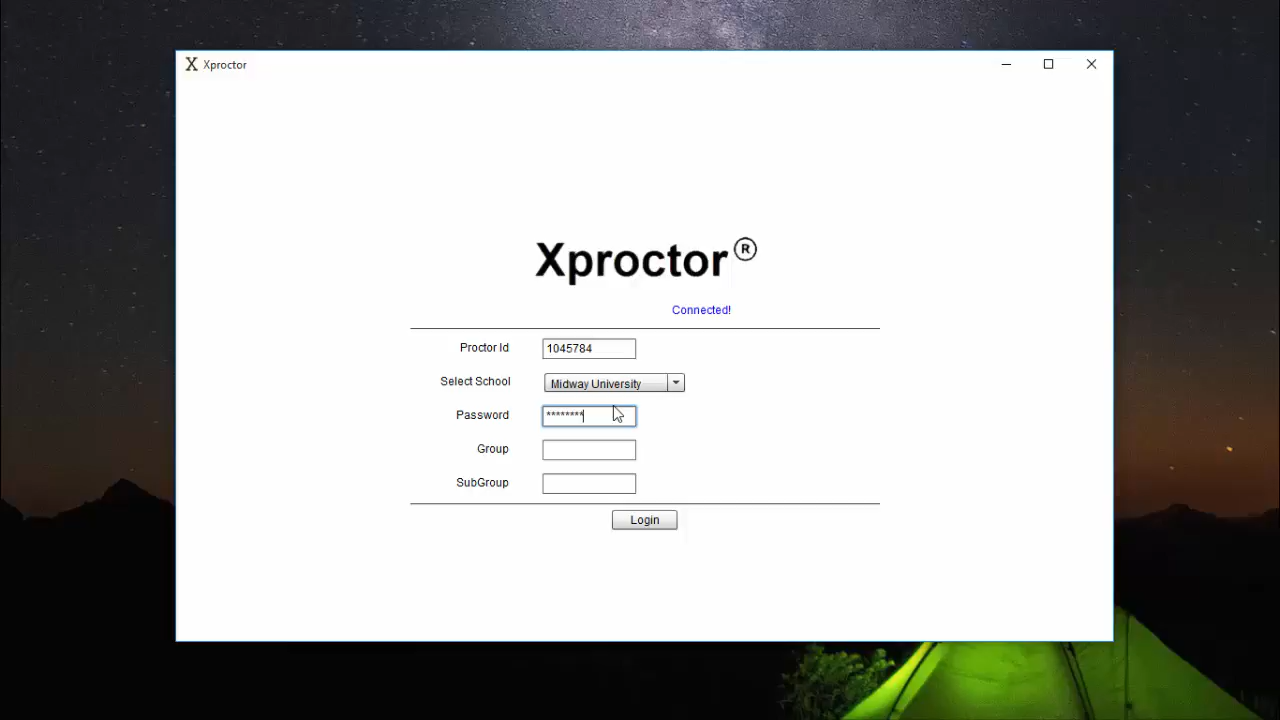 X Xproctor
Xproctor ®
Connected!
Proctor Id 1045784
Select School Midway University
Password ********
Group
SubGroup
Login